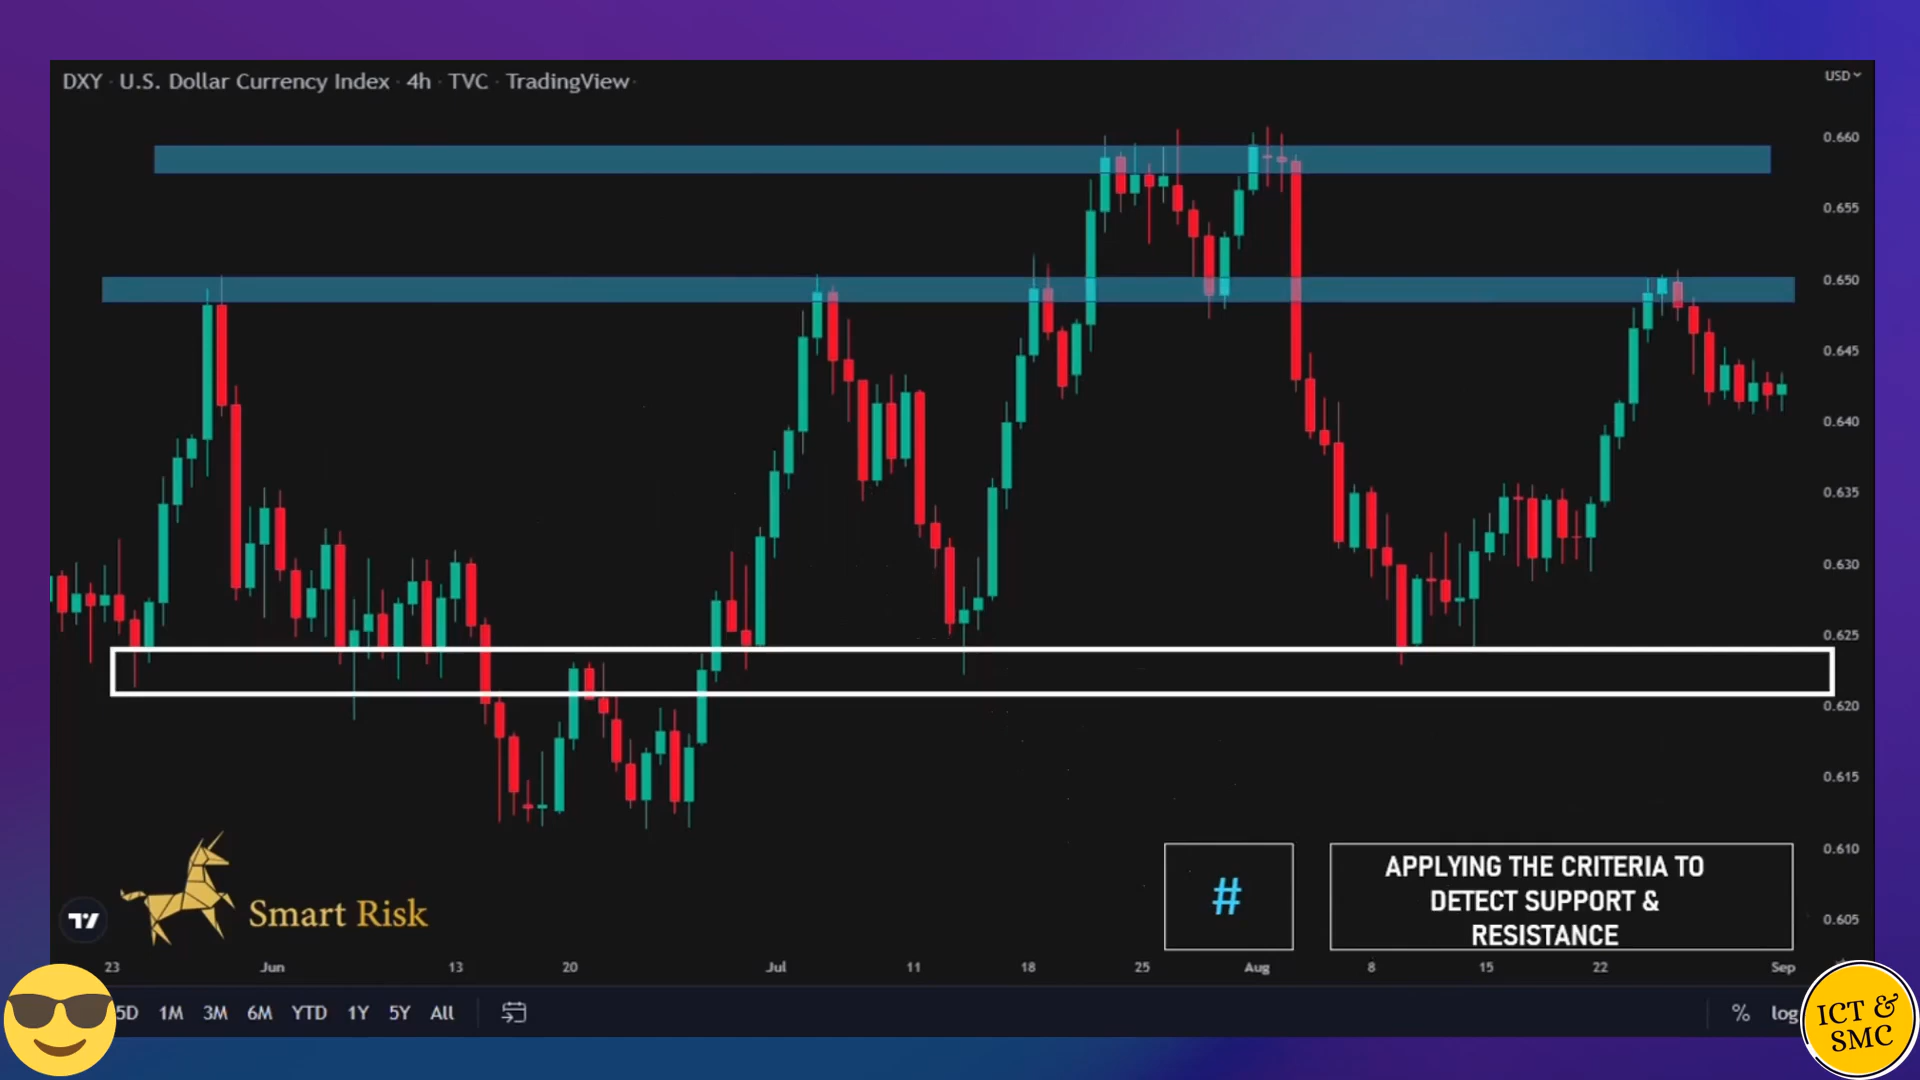 DXY · U.S. Dollar Currency Index · 4h · TVC · TradingView
USD
0.660
0.655
0.650
0.645
0.640
0.635
0.630
0.625
0.620
0.615
0.610
0.605
Smart Risk
#
APPLYING THE CRITERIA TO
DETECT SUPPORT &
RESISTANCE
23 Jun 13 20 Jul 11 18 25 Aug 8 15 22 Sep
5D 1M 3M 6M YTD 1Y 5Y All % log
ICT &
SMC